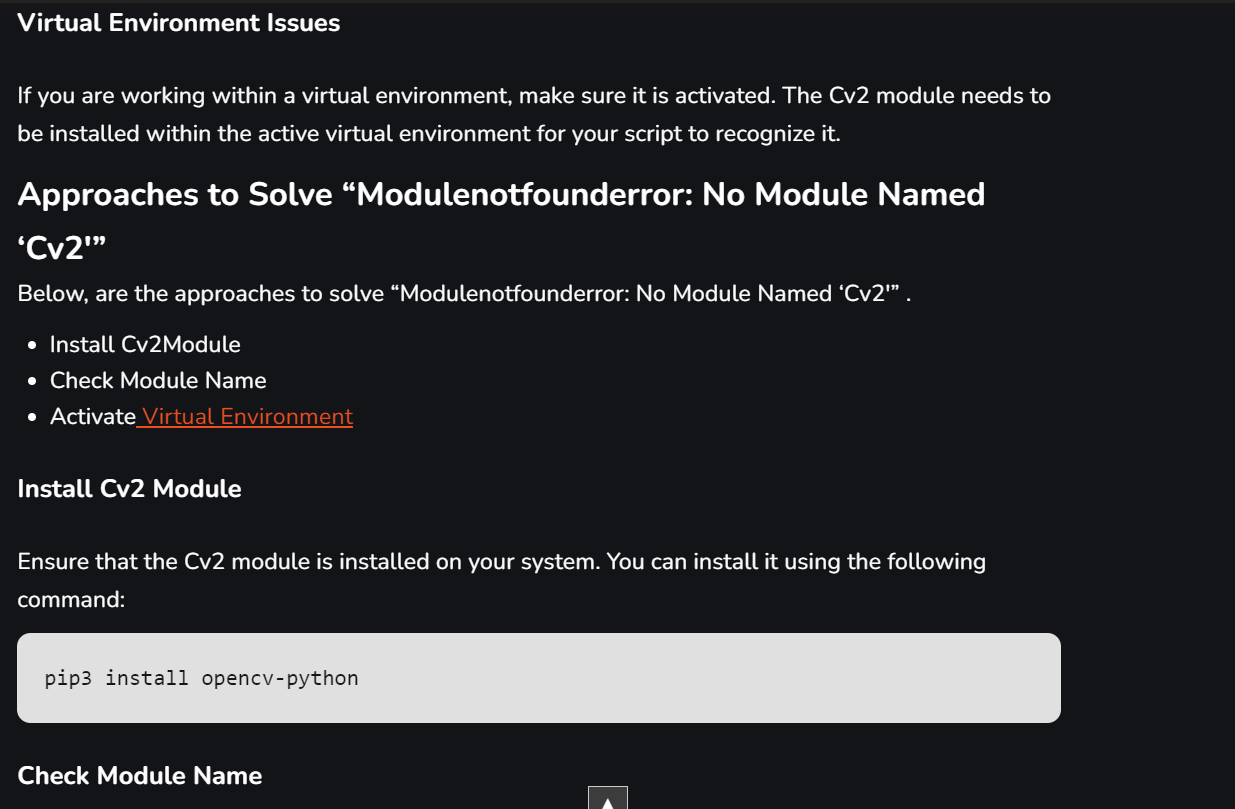 Virtual Environment Issues
If you are working within a virtual environment, make sure it is activated. The Cv2 module needs to
be installed within the active virtual environment for your script to recognize it.
Approaches to Solve “Modulenotfounderror: No Module Named
‘Cv2'”
Below, are the approaches to solve “Modulenotfounderror: No Module Named ‘Cv2'” .
• Install Cv2Module
• Check Module Name
• Activate Virtual Environment
Install Cv2 Module
Ensure that the Cv2 module is installed on your system. You can install it using the following
command:
pip3 install opencv-python
Check Module Name